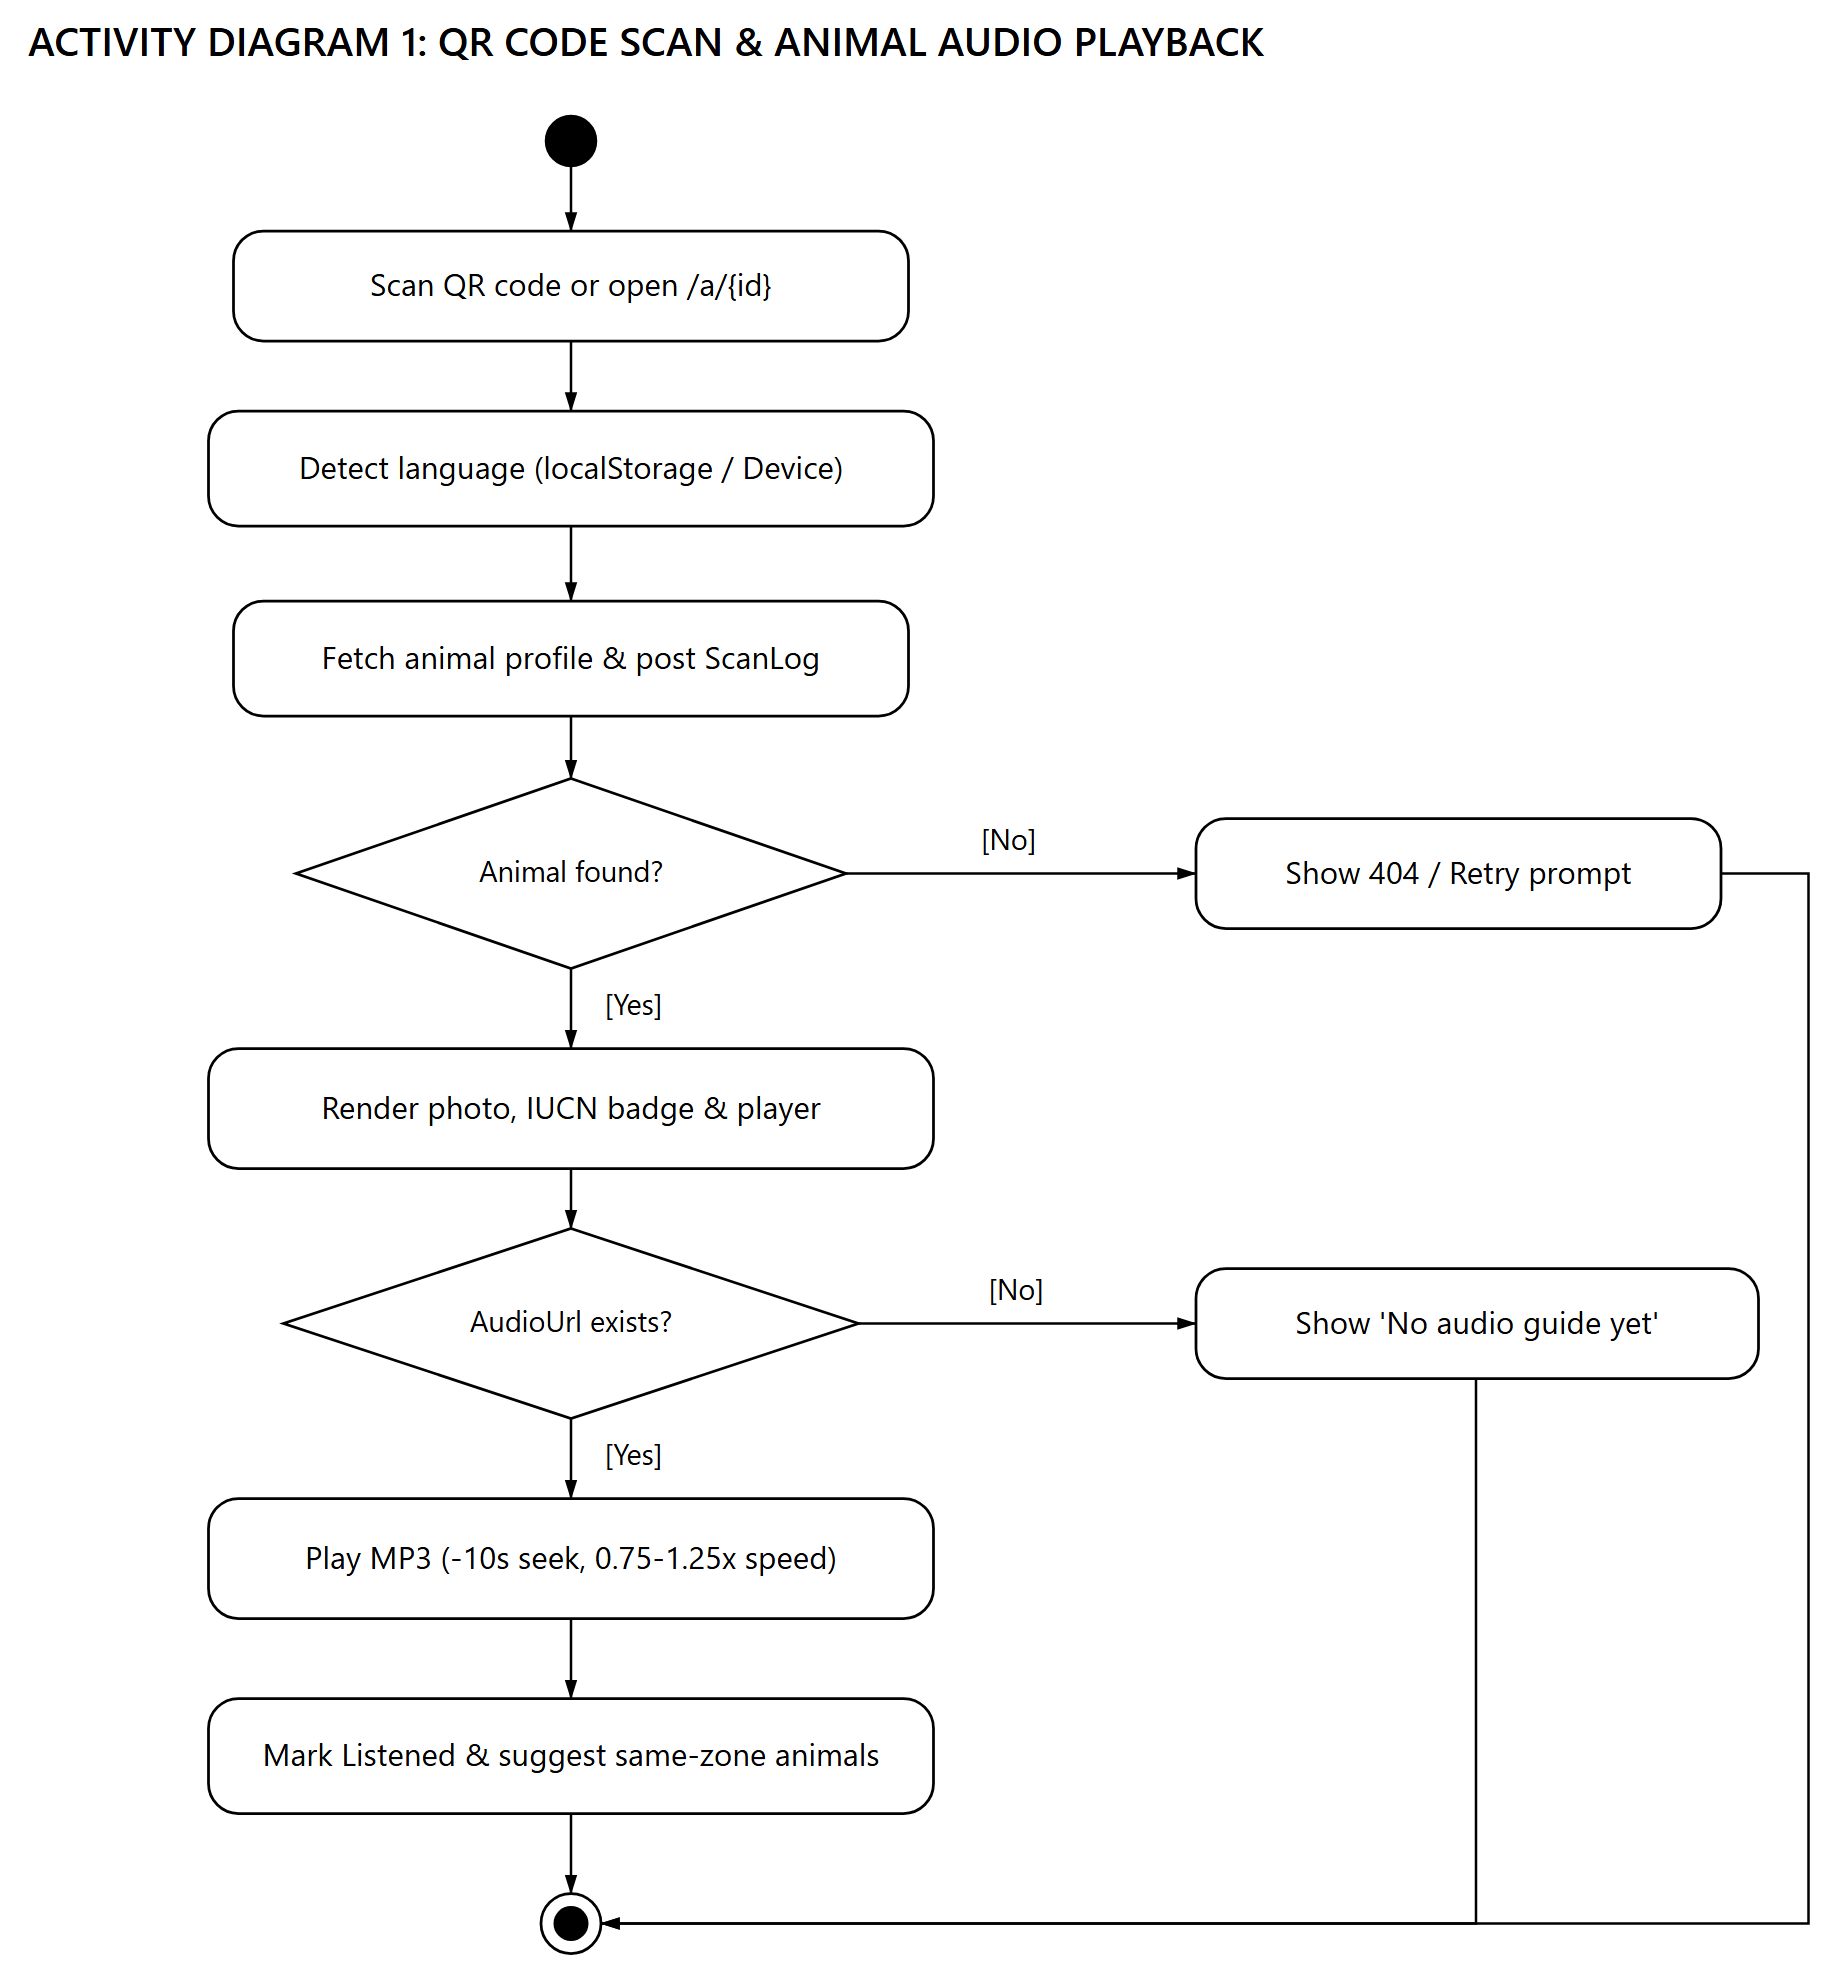 ACTIVITY DIAGRAM 1: QR CODE SCAN & ANIMAL AUDIO PLAYBACK
Scan QR code or open /a/{id}
Detect language (localStorage / Device)
Fetch animal profile & post ScanLog
Animal found?
[No]
Show 404 / Retry prompt
[Yes]
Render photo, IUCN badge & player
AudioUrl exists?
[No]
Show 'No audio guide yet'
[Yes]
Play MP3 (-10s seek, 0.75-1.25x speed)
Mark Listened & suggest same-zone animals